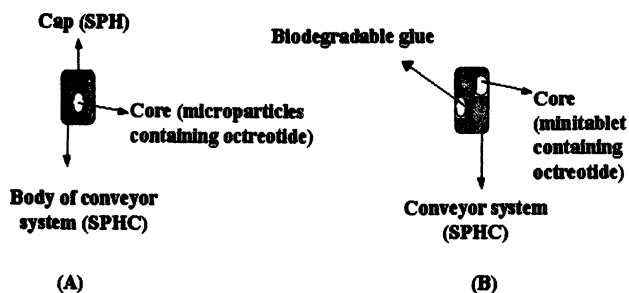 Cap (SPH)
Core (microparticles
containing octreotide)
Body of conveyor
system (SPHC)
(A)
Biodegradable glue
Core
(minitablet
containing
octreotide)
Conveyor system
(SPHC)
(B)